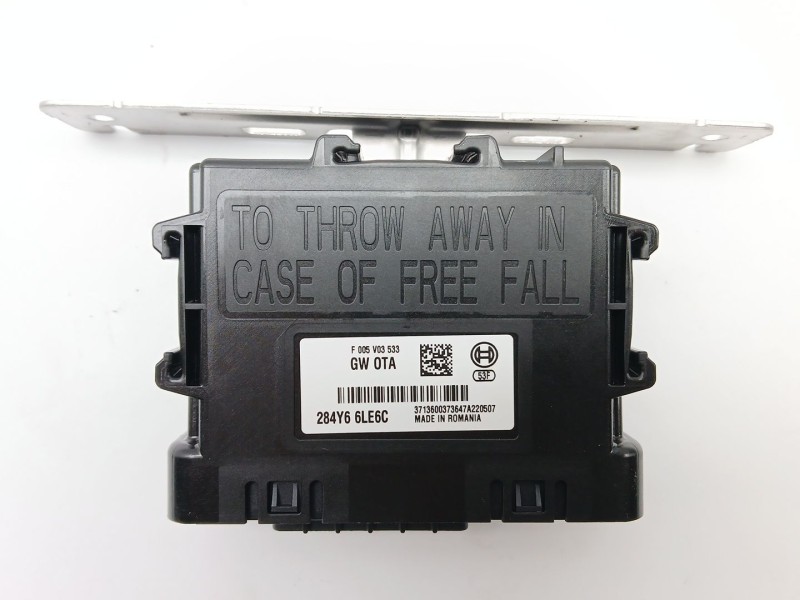 TO THROW AWAY IN
CASE OF FREE FALL
F 005 V03 533
GW OTA
53F
284Y6 6LE6C
3713600373647A220507
MADE IN ROMANIA